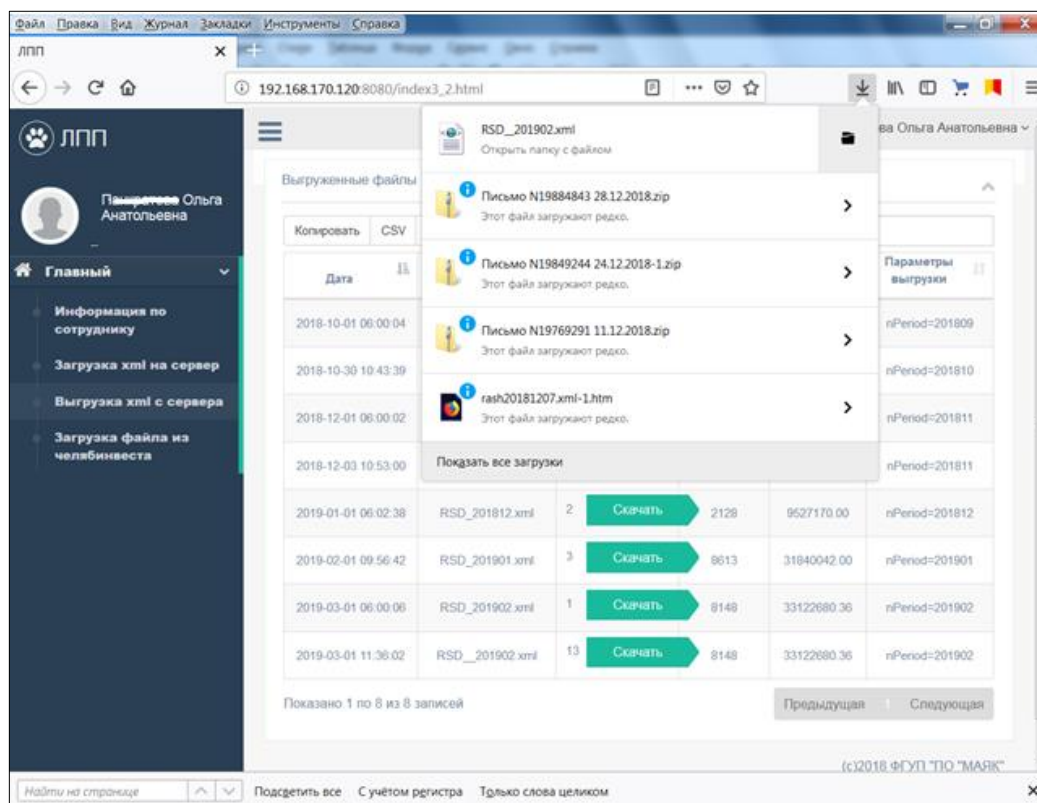 Файл Правка Вид Журнал Закладки Инструменты Справка
ЛПП
192.168.170.120:8080/index3_2.html
ЛПП
Ольга
Анатольевна
Главный
Информация по
сотруднику
Загрузка xml на сервер
Выгрузка xml с сервера
Загрузка файла из
челябинвеста
ва Ольга Анатольевна
RSD__201902.xml
Открыть папку с файлом
Письмо N19884843 28.12.2018.zip
Этот файл загружают редко.
Письмо N19849244 24.12.2018-1.zip
Этот файл загружают редко.
Письмо N19769291 11.12.2018.zip
Этот файл загружают редко.
rash20181207.xml-1.htm
Этот файл загружают редко.
Показать все загрузки
Выгруженные файлы
Копировать CSV
Дата
Параметры
выгрузки
2018-10-01 06:00:04 nPeriod=201809
2018-10-30 10:43:39 nPeriod=201810
2018-12-01 06:00:02 nPeriod=201811
2018-12-03 10:53:00 nPeriod=201811
2019-01-01 06:02:38 RSD_201812.xml 2 Скачать 2128 9527170.00 nPeriod=201812
2019-02-01 09:56:42 RSD_201901.xml 3 Скачать 8613 31840042.00 nPeriod=201901
2019-03-01 06:00:06 RSD_201902.xml 1 Скачать 8148 33122680.36 nPeriod=201902
2019-03-01 11:36:02 RSD__201902.xml 13 Скачать 8148 33122680.36 nPeriod=201902
Показано 1 по 8 из 8 записей
Предыдущая 1 Следующая
(c)2018 ФГУП "ПО "МАЯК"
Найти на странице Подсветить все С учётом регистра Только слова целиком